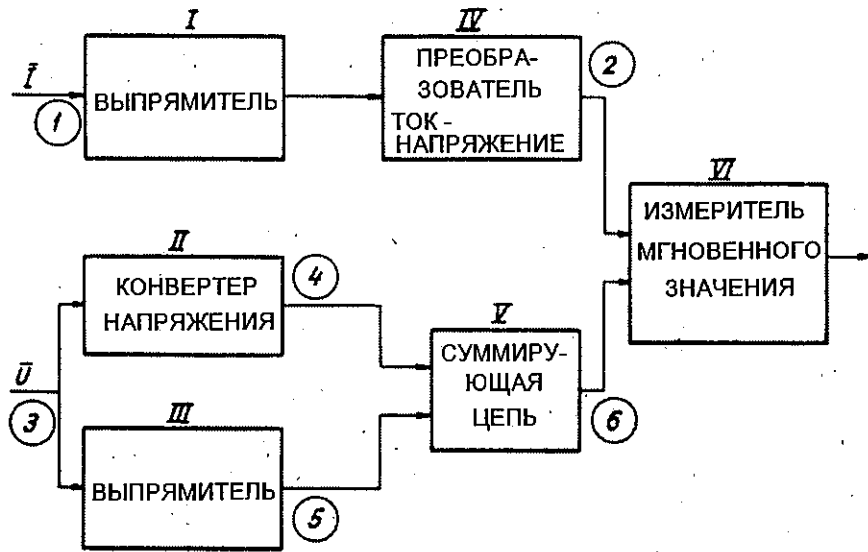 I
IV
Ī
ВЫПРЯМИТЕЛЬ
1
ПРЕОБРА-
ЗОВАТЕЛЬ
ТОК -
НАПРЯЖЕНИЕ
2
VI
ИЗМЕРИТЕЛЬ
МГНОВЕННОГО
ЗНАЧЕНИЯ
II
КОНВЕРТЕР
НАПРЯЖЕНИЯ
4
V
СУММИРУ-
ЮЩАЯ
ЦЕПЬ
6
Ū
3
III
ВЫПРЯМИТЕЛЬ
5